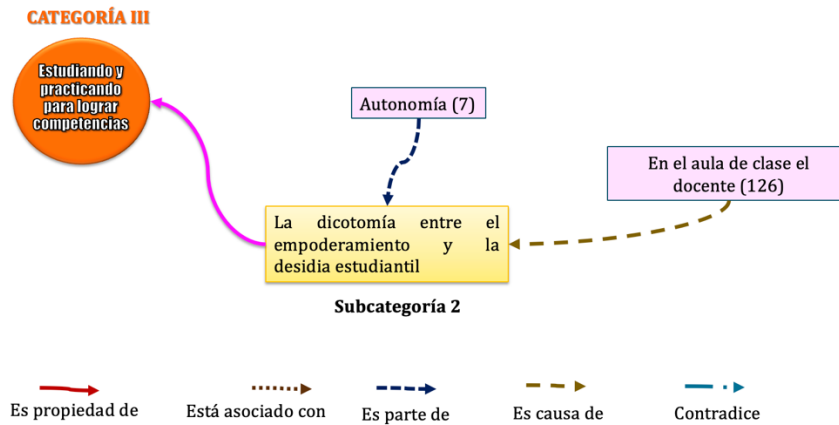 CATEGORÍA III
Estudiando y
practicando
para lograr
competencias
Autonomía (7)
En el aula de clase el
docente (126)
La dicotomía entre el
empoderamiento y la
desidia estudiantil
Subcategoría 2
Es propiedad de
Está asociado con
Es parte de
Es causa de
Contradice